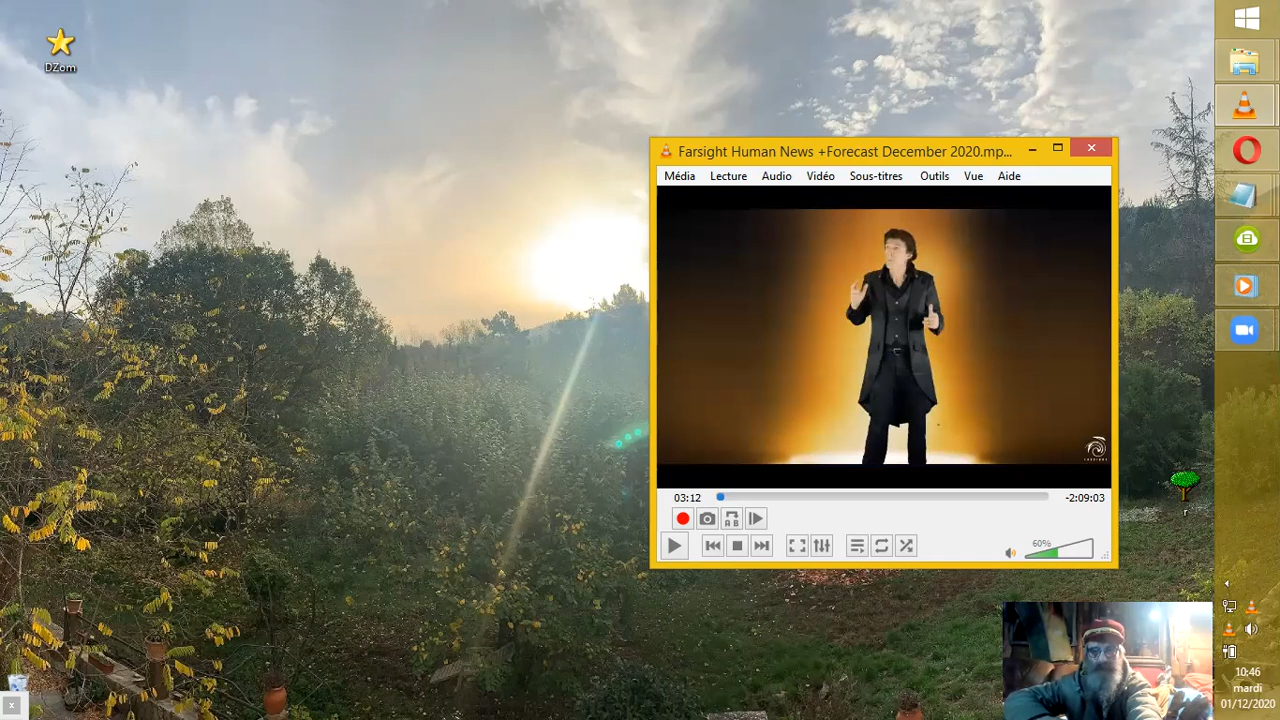 DZom
Farsight Human News +Forecast December 2020.mp...
Média Lecture Audio Vidéo Sous-titres Outils Vue Aide
03:12
-2:09:03
A B
60%
r
x
10:46
mardi
01/12/2020